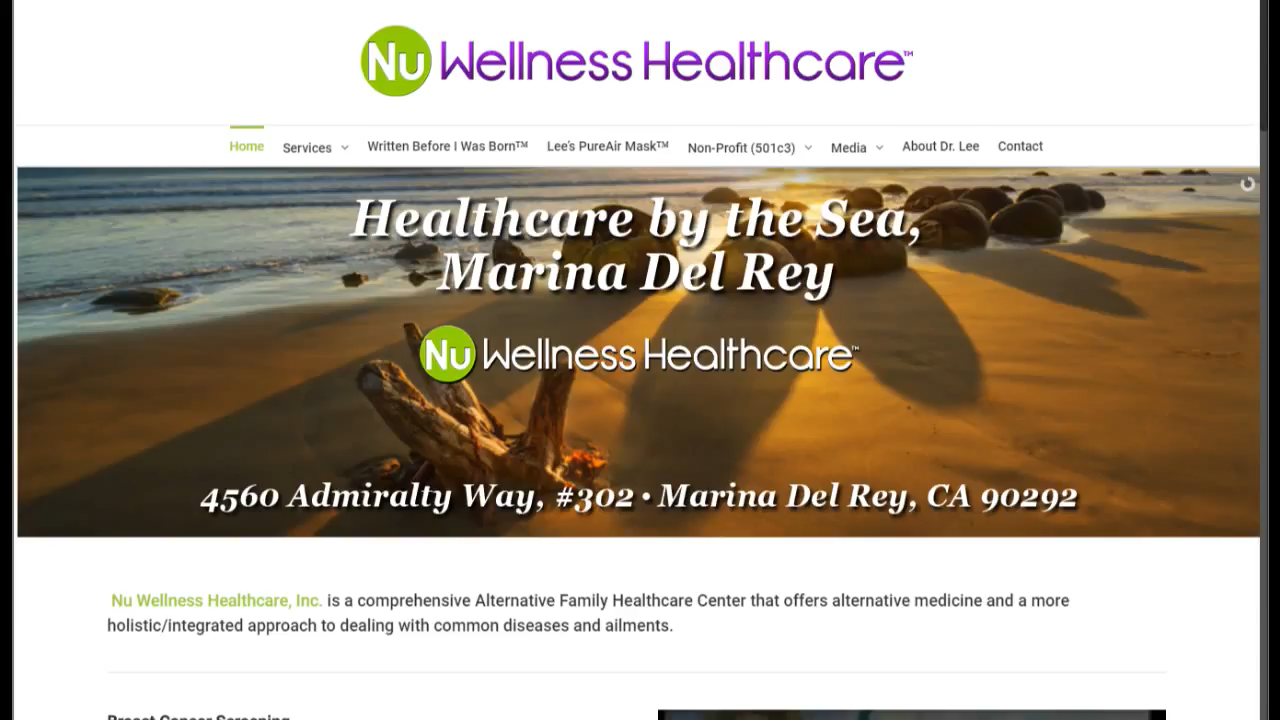 Nu Wellness Healthcare™
Home Services Written Before I Was Born™ Lee's PureAir Mask™ Non-Profit (501c3) Media About Dr. Lee Contact
Healthcare by the Sea,
Marina Del Rey
Nu Wellness Healthcare™
4560 Admiralty Way, #302 • Marina Del Rey, CA 90292
Nu Wellness Healthcare, Inc. is a comprehensive Alternative Family Healthcare Center that offers alternative medicine and a more
holistic/integrated approach to dealing with common diseases and ailments.
Breast Cancer Screening